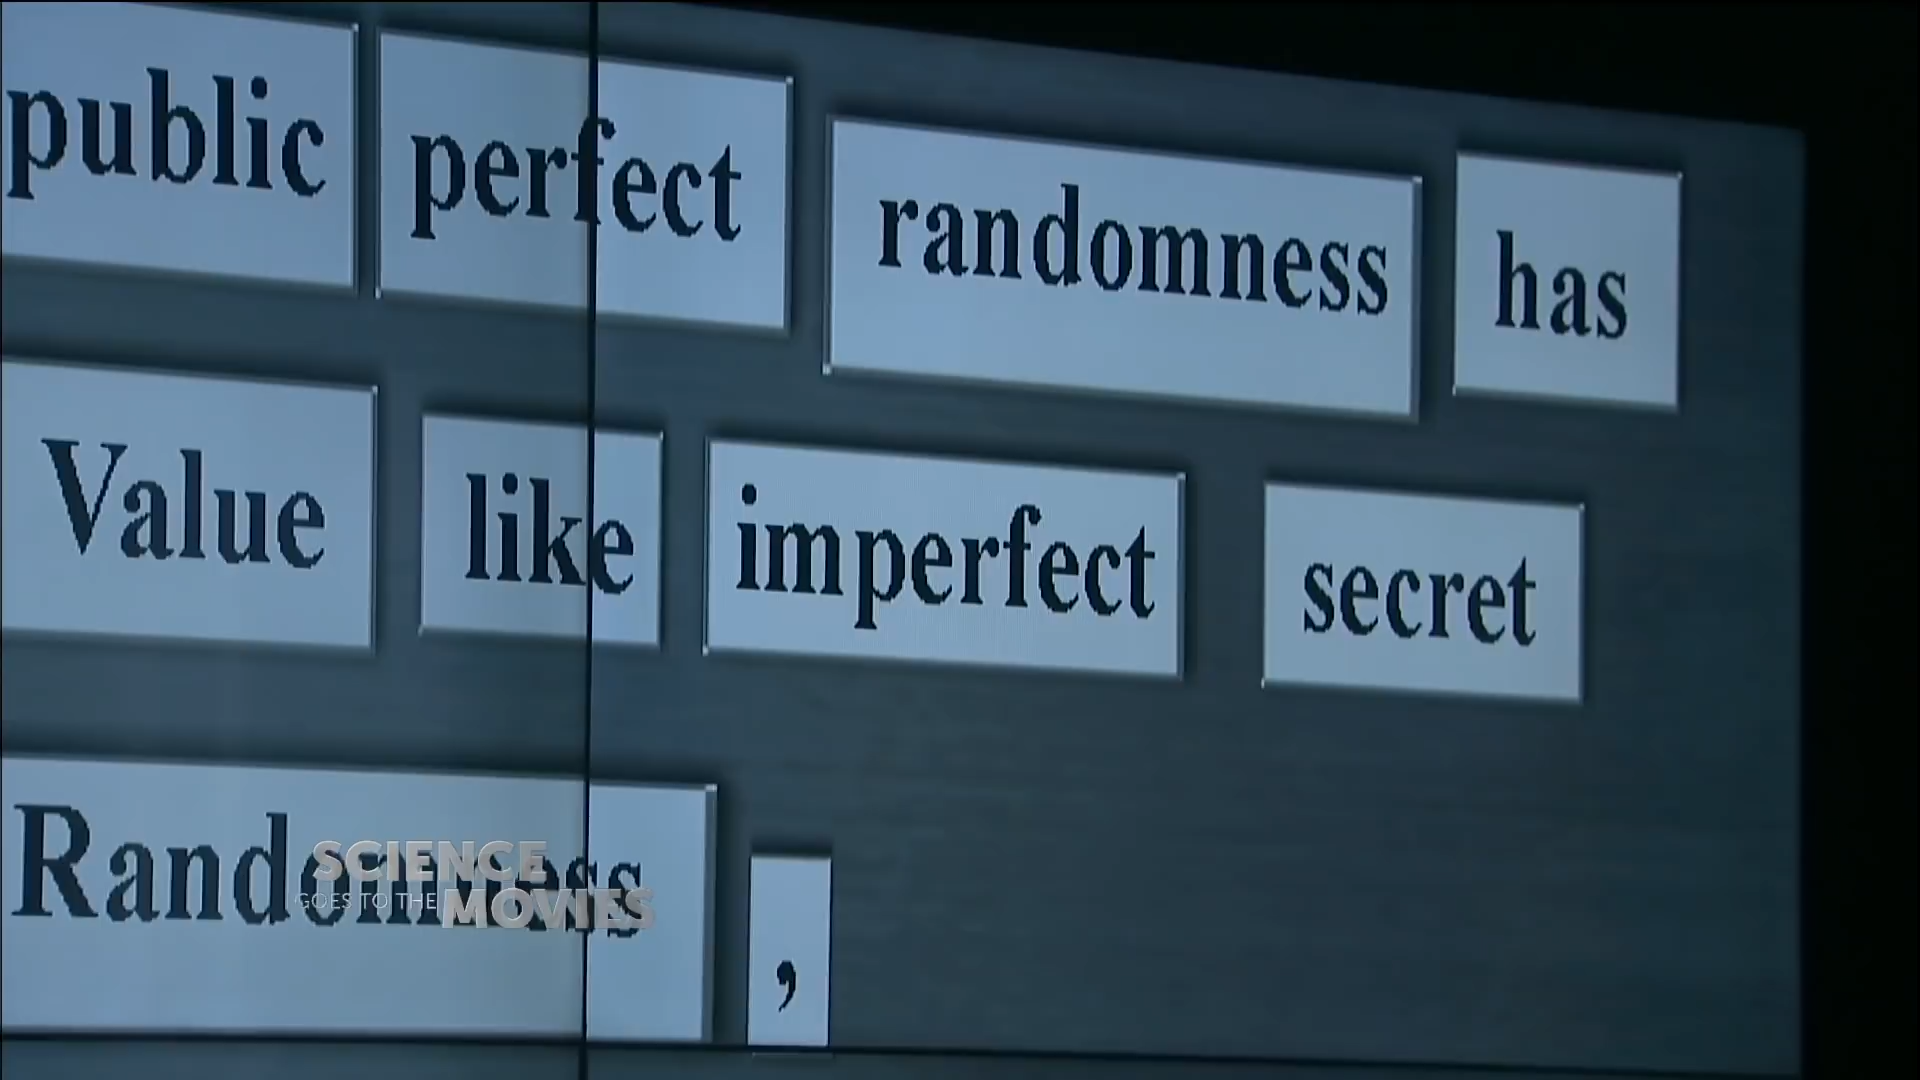 public perfect randomness has
Value like imperfect secret
Randomness ,
SCIENCE
GOES TO THE MOVIES